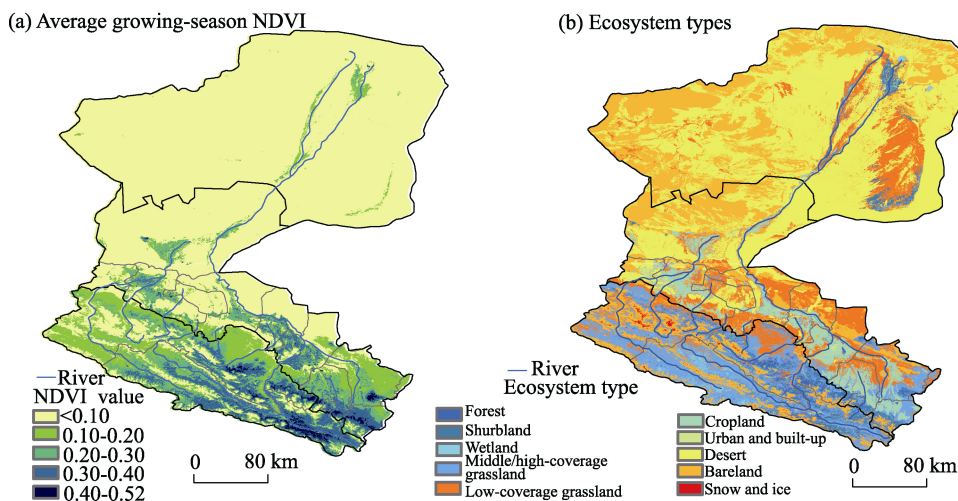 (a) Average growing-season NDVI
River
NDVI value
<0.10
0.10-0.20
0.20-0.30
0.30-0.40
0.40-0.52
0 80 km
(b) Ecosystem types
River
Ecosystem type
Forest
Shurbland
Wetland
Middle/high-coverage
grassland
Low-coverage grassland
Cropland
Urban and built-up
Desert
Bareland
Snow and ice
0 80 km